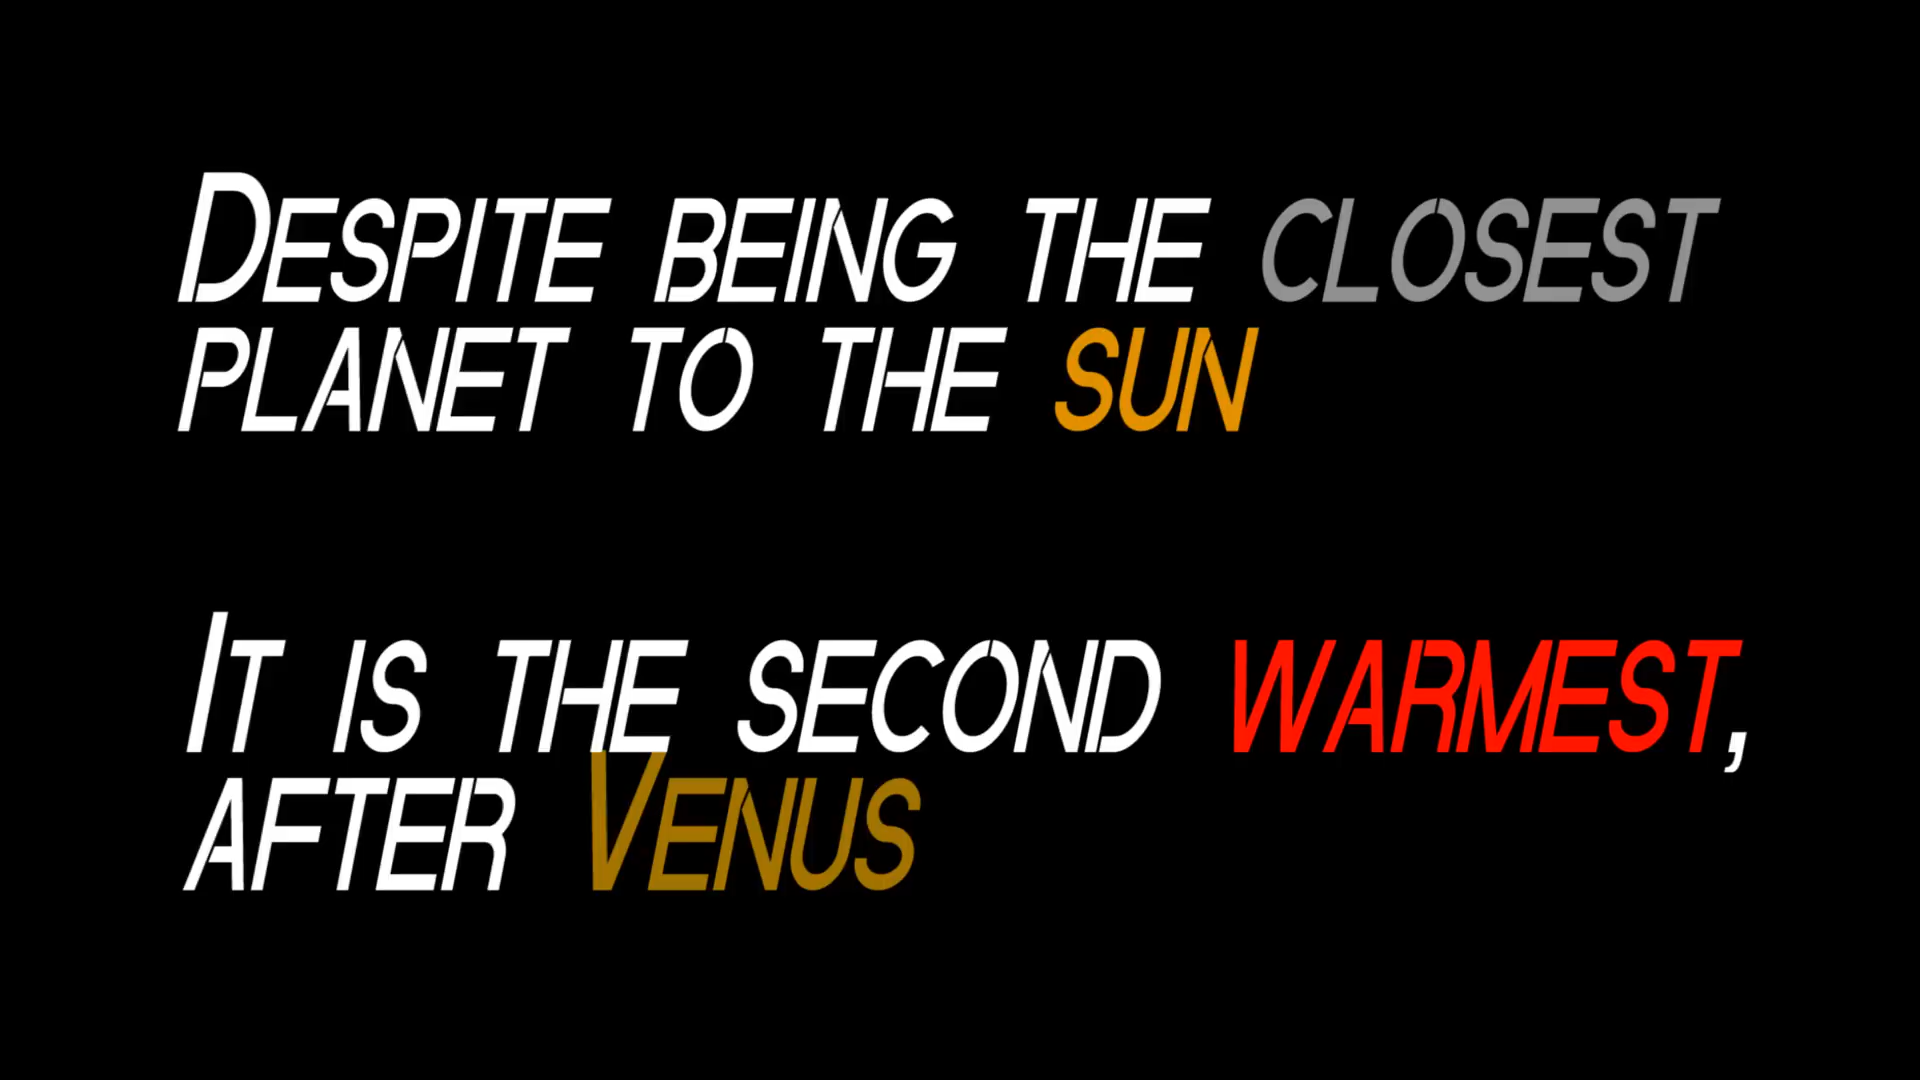 Despite being the closest
planet to the sun
It is the second warmest,
after Venus